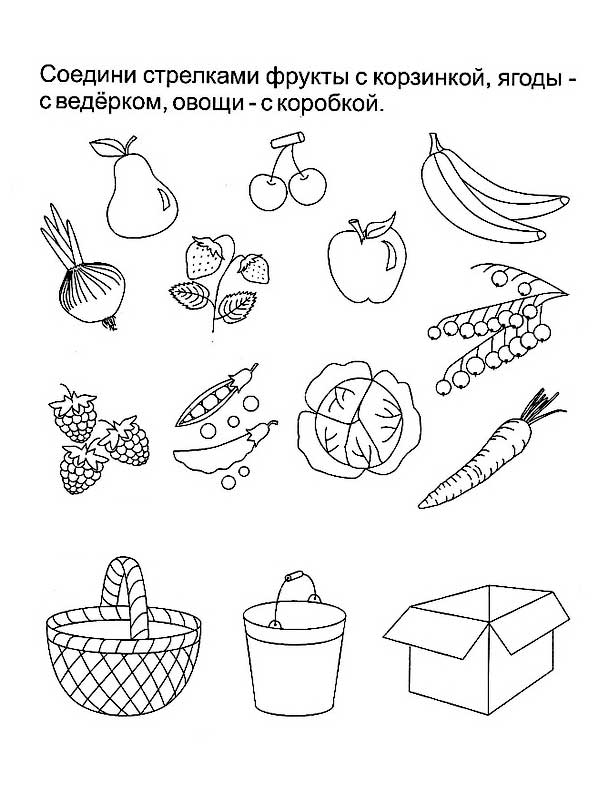 Соедини стрелками фрукты с корзинкой, ягоды -
с ведёрком, овощи - с коробкой.